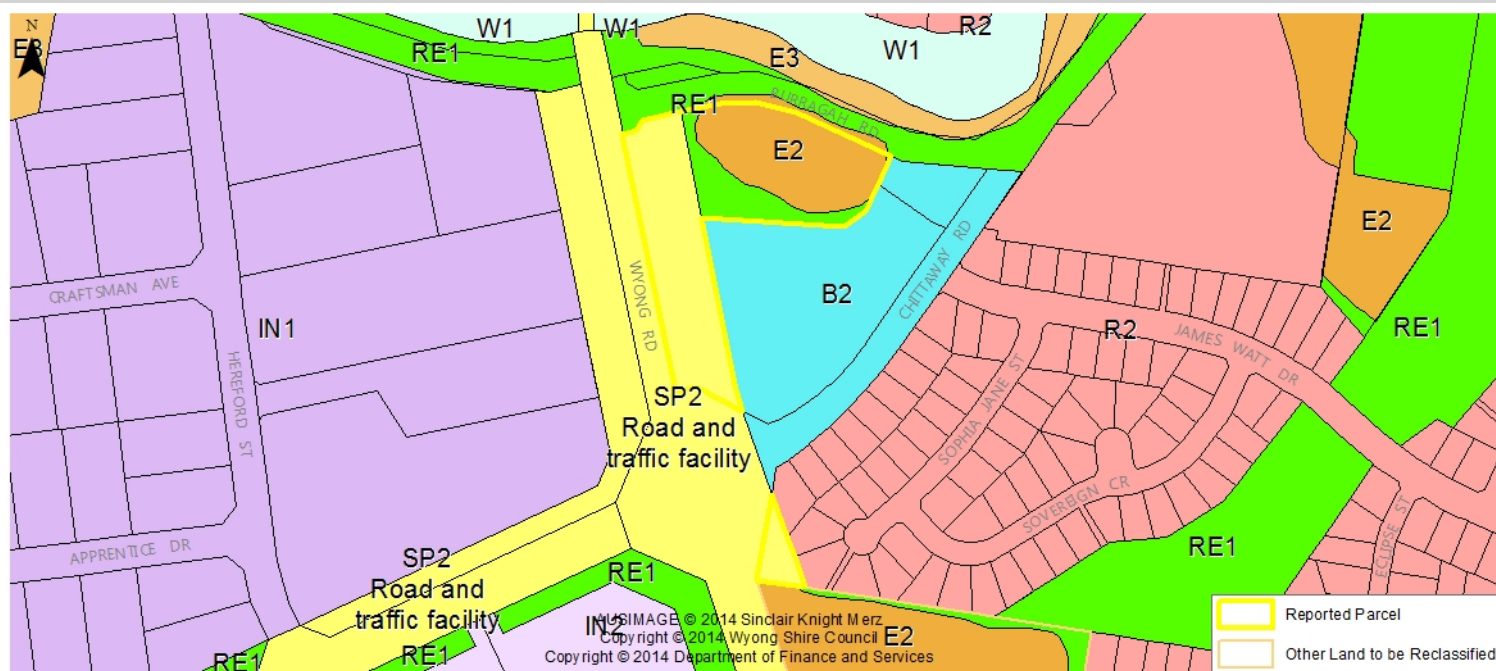 N
W1
W1
R2
E3
RE1
E3
W1
RE1
BURRAGAH RD
E2
E2
CRAFTSMAN AVE
WYONG RD
B2
CHITTAWAY RD
IN1
R2
RE1
JAMES WATT DR
HEREFORD ST
SOPHIA JANE ST
SP2
Road and
traffic facility
SOVEREIGN CR
ECLIPSE ST
APPRENTICE DR
SP2
Road and
traffic facility
RE1
RE1
IN2
E2
RE1
RE1
AUSIMAGE © 2014 Sinclair Knight Merz
Copyright © 2014 Wyong Shire Council
Copyright © 2014 Department of Finance and Services
Reported Parcel
Other Land to be Reclassified